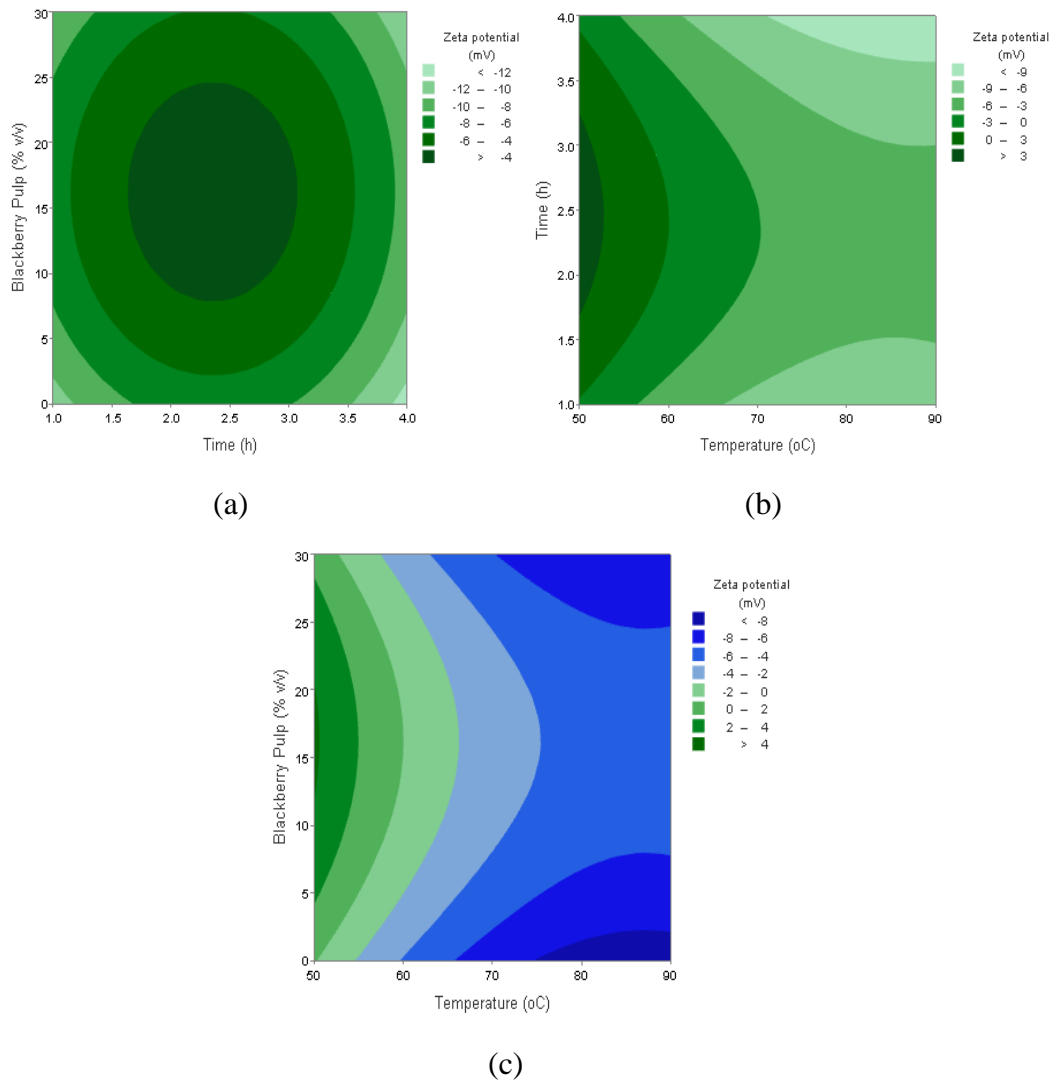 Zeta potential
(mV)
< -12
-12 – -10
-10 – -8
-8 – -6
-6 – -4
> -4
30
25
20
15
10
5
0
Blackberry Pulp (% v/v)
1.0 1.5 2.0 2.5 3.0 3.5 4.0
Time (h)
(a)
Zeta potential
(mV)
< -9
-9 – -6
-6 – -3
-3 – 0
0 – 3
> 3
4.0
3.5
3.0
2.5
2.0
1.5
1.0
Time (h)
50 60 70 80 90
Temperature (oC)
(b)
Zeta potential
(mV)
< -8
-8 – -6
-6 – -4
-4 – -2
-2 – 0
0 – 2
2 – 4
> 4
30
25
20
15
10
5
0
Blackberry Pulp (% v/v)
50 60 70 80 90
Temperature (oC)
(c)